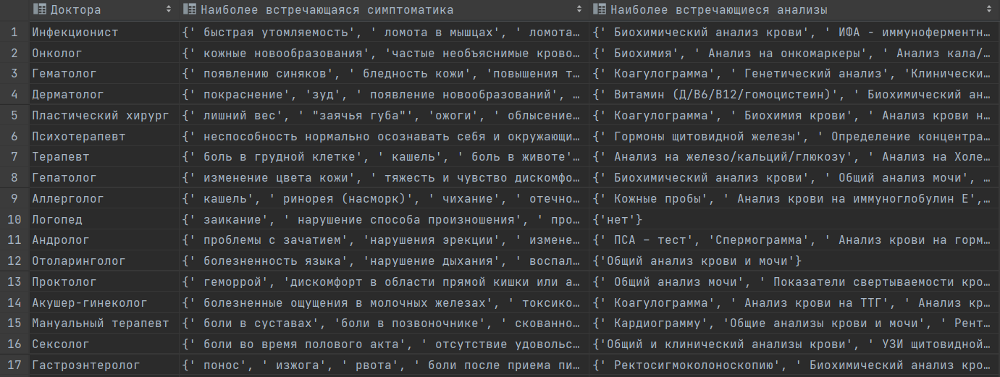 Доктора Наиболее встречающаяся симптоматика Наиболее встречающиеся анализы
1 Инфекционист {' быстрая утомляемость', ' ломота в мышцах', ' ломота… {' Биохимический анализ крови', ' ИФА - иммуноферментн…
2 Онколог {' кожные новообразования', 'частые необъяснимые крово… {' Биохимия', ' Анализ на онкомаркеры', ' Анализ кала/…
3 Гематолог {' появлению синяков', ' бледность кожи', 'повышения т… {' Коагулограмма', ' Генетический анализ', 'Клинически…
4 Дерматолог {' покраснение', 'зуд', ' появление новообразований', … {' Витамин (Д/В6/В12/гомоцистеин)', ' Биохимический ан…
5 Пластический хирург {' лишний вес', ' "заячья губа"', 'ожоги', ' облысение… {' Коагулограмма', ' Биохимия крови', ' Анализ крови н…
6 Психотерапевт {' неспособность нормально осознавать себя и окружающи… {' Гормоны щитовидной железы', ' Определение концентра…
7 Терапевт {' боль в грудной клетке', ' кашель', ' боль в животе'… {' Анализ на железо/кальций/глюкозу', ' Анализ на Холе…
8 Гепатолог {' изменение цвета кожи', ' тяжесть и чувство дискомфо… {' Биохимический анализ крови', ' Общий анализ мочи', …
9 Аллерголог {' кашель', ' ринорея (насморк)', ' чихание', ' отечно… {' Кожные пробы', ' Анализ крови на иммуноглобулин Е',…
10 Логопед {' заикание', ' нарушение способа произношения', ' про… {'нет'}
11 Андролог {' проблемы с зачатием', 'нарушения эрекции', ' измене… {' ПСА – тест', 'Спермограмма', ' Анализ крови на горм…
12 Отоларинголог {' болезненность языка', 'нарушение дыхания', ' воспал… {'Общий анализ крови и мочи'}
13 Проктолог {' геморрой', 'дискомфорт в области прямой кишки или а… {' Общий анализ мочи', ' Показатели свертываемости кро…
14 Акушер-гинеколог {' болезненные ощущения в молочных железах', ' токсико… {' Коагулограмма', ' Анализ крови на ТТГ', ' Анализ кр…
15 Мануальный терапевт {' боли в суставах', 'боли в позвоночнике', ' скованно… {' Кардиограмму', 'Общие анализы крови и мочи', ' Рент…
16 Сексолог {' боли во время полового акта', ' отсутствие удовольс… {'Общий и клинический анализы крови', ' УЗИ щитовидной…
17 Гастроэнтеролог {' понос', ' изжога', ' рвота', ' боли после приема пи… {' Ректосигмоколоноскопию', ' Биохимический анализ кро…